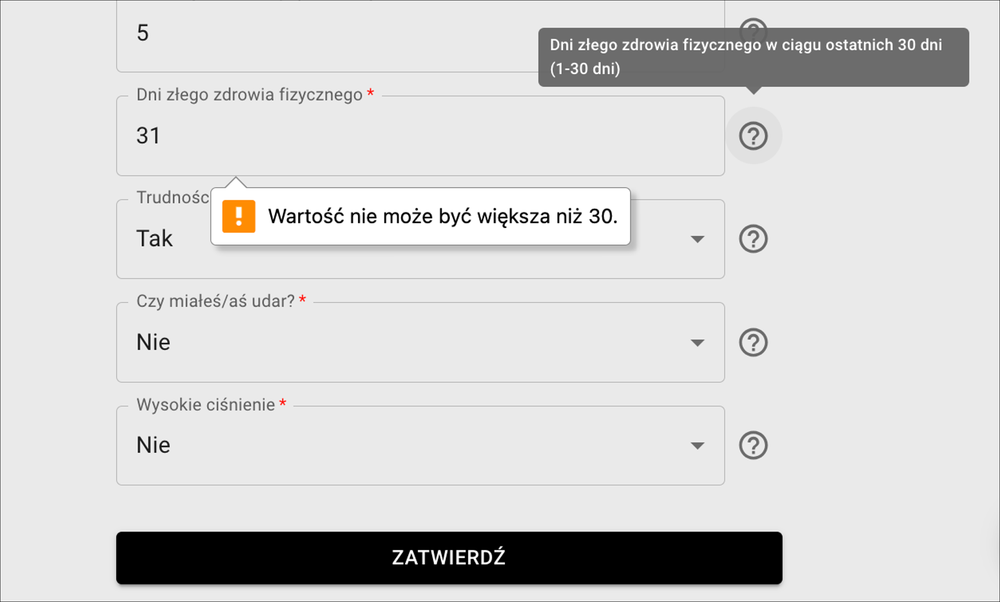 5
Dni złego zdrowia fizycznego w ciągu ostatnich 30 dni
(1-30 dni)
Dni złego zdrowia fizycznego *
31
Wartość nie może być większa niż 30.
Tak
Czy miałeś/aś udar? *
Nie
Wysokie ciśnienie *
Nie
ZATWIERDŹ